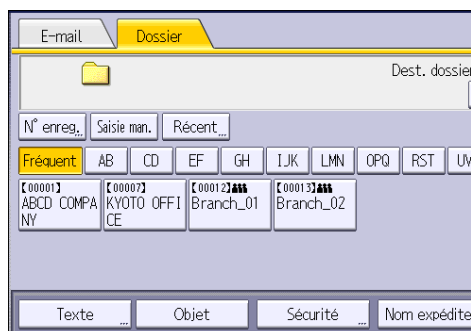 E-mail
Dossier
Dest. dossier
N° enreg.
Saisie man.
Récent
Fréquent
AB
CD
EF
GH
IJK
LMN
OPQ
RST
UV
【00001】
ABCD COMPA
NY
【00007】
KYOTO OFFI
CE
【00012】
Branch_01
【00013】
Branch_02
Texte
Objet
Sécurité
Nom expédite